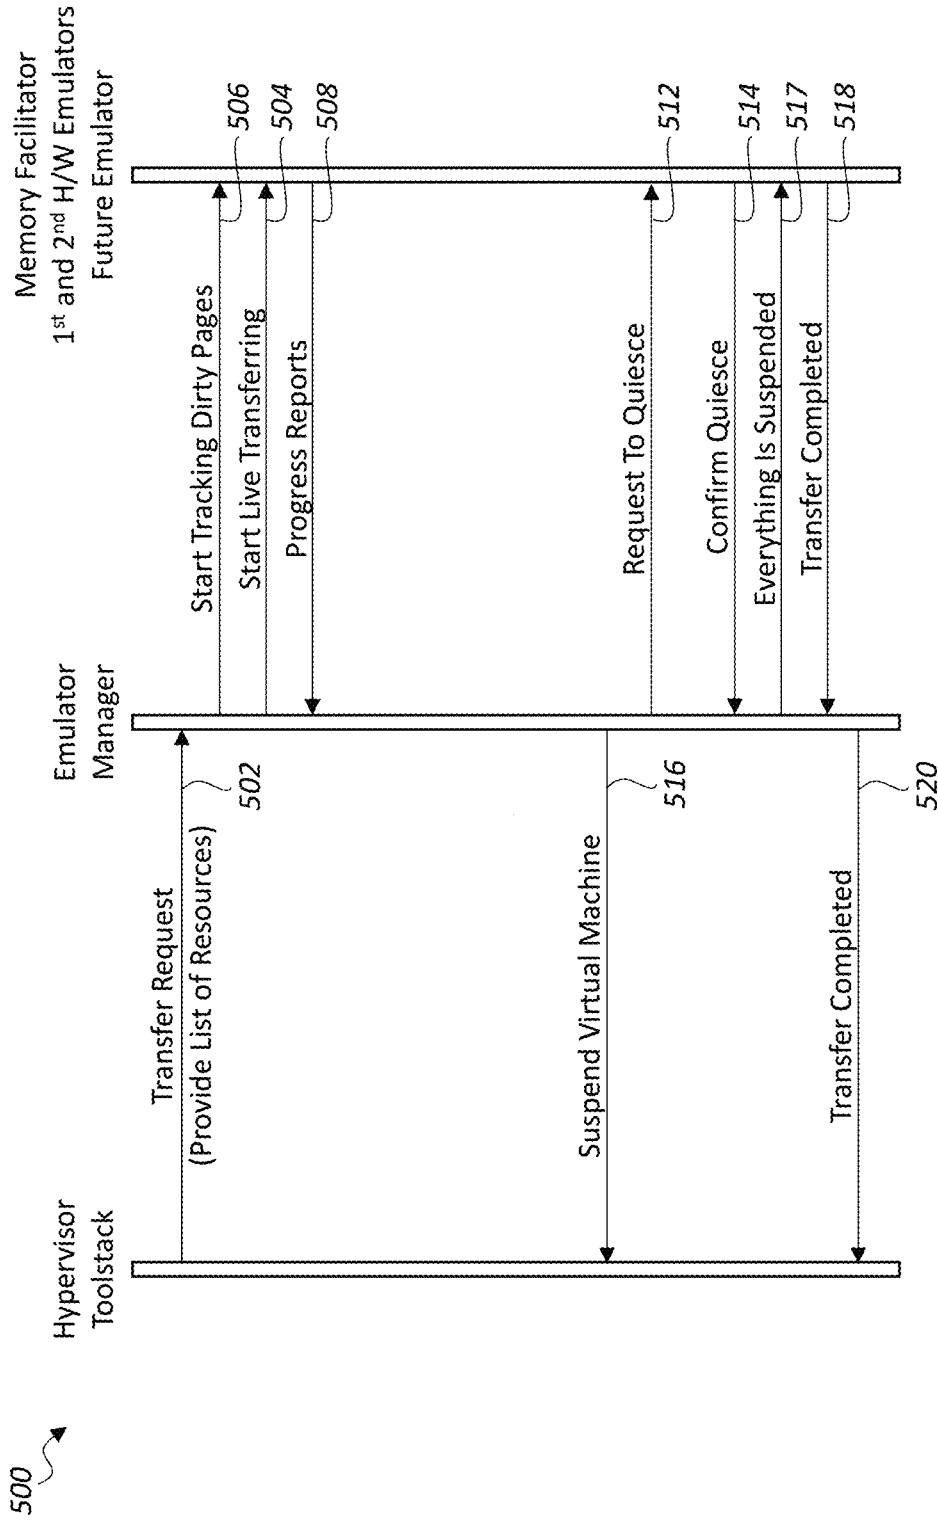 500
Hypervisor
Toolstack
Emulator
Manager
Memory Facilitator
1st and 2nd H/W Emulators
Future Emulator
Transfer Request
(Provide List of Resources)
502
Start Tracking Dirty Pages
506
Start Live Transferring
504
Progress Reports
508
Suspend Virtual Machine
516
Request To Quiesce
512
Confirm Quiesce
514
Everything Is Suspended
517
Transfer Completed
518
Transfer Completed
520